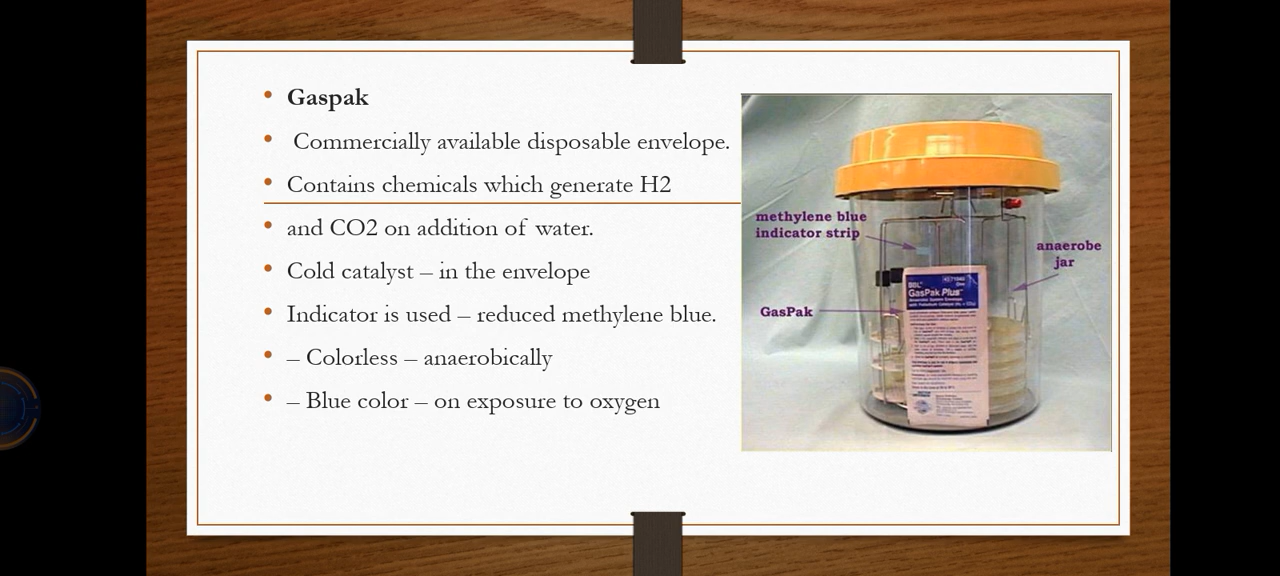 • Gaspak
• Commercially available disposable envelope.
• Contains chemicals which generate H2
• and CO2 on addition of water.
• Cold catalyst – in the envelope
• Indicator is used – reduced methylene blue.
• – Colorless – anaerobically
• – Blue color – on exposure to oxygen
methylene blue
indicator strip
anaerobe
jar
GasPak
BBL
GasPak Plus